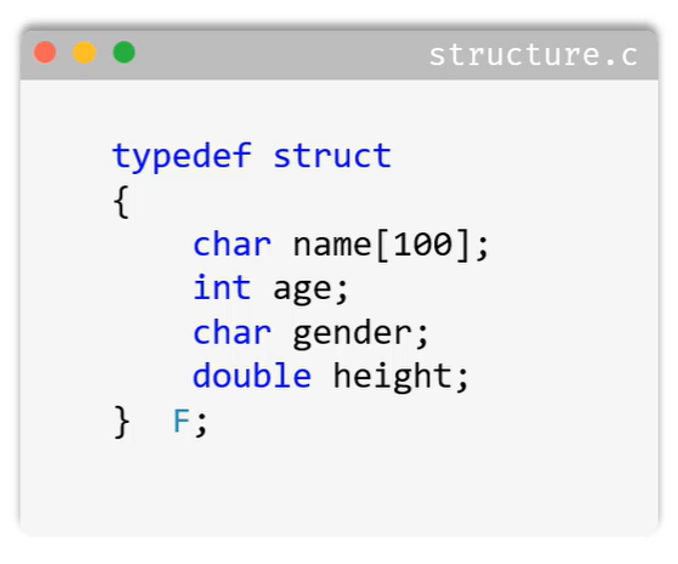 structure.c
typedef struct
{
    char name[100];
    int age;
    char gender;
    double height;
}  F;